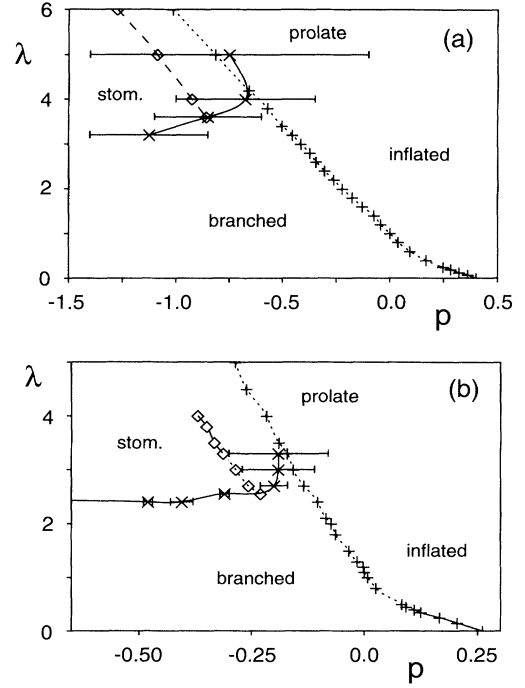 6
(a)
prolate
λ
stom.
4
inflated
2
branched
0
-1.5
-1.0
-0.5
0.0
0.5
p
λ
(b)
prolate
4
stom.
2
inflated
branched
0
-0.50
-0.25
0.00
0.25
p